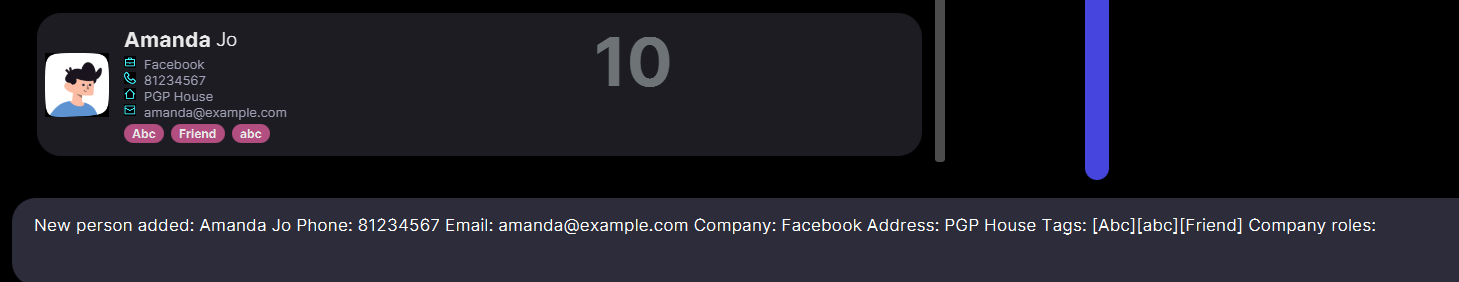 Amanda Jo
10
Facebook
81234567
PGP House
amanda@example.com
Abc Friend abc
New person added: Amanda Jo Phone: 81234567 Email: amanda@example.com Company: Facebook Address: PGP House Tags: [Abc][abc][Friend] Company roles: